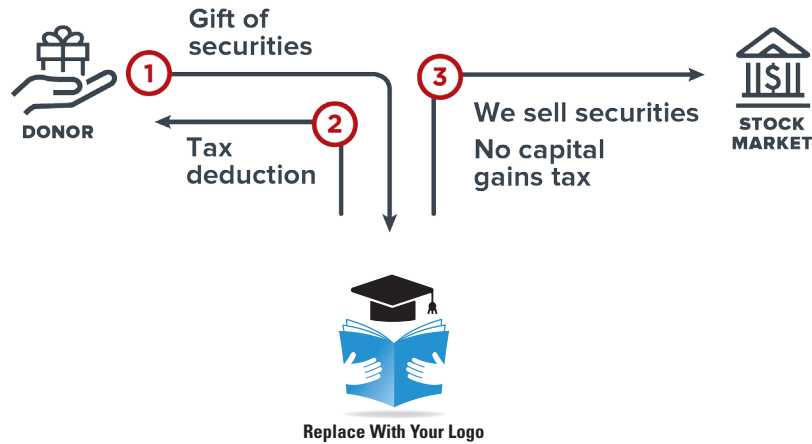 Gift of
securities
1
DONOR
2
Tax
deduction
3
We sell securities
No capital
gains tax
$
STOCK
MARKET
Replace With Your Logo